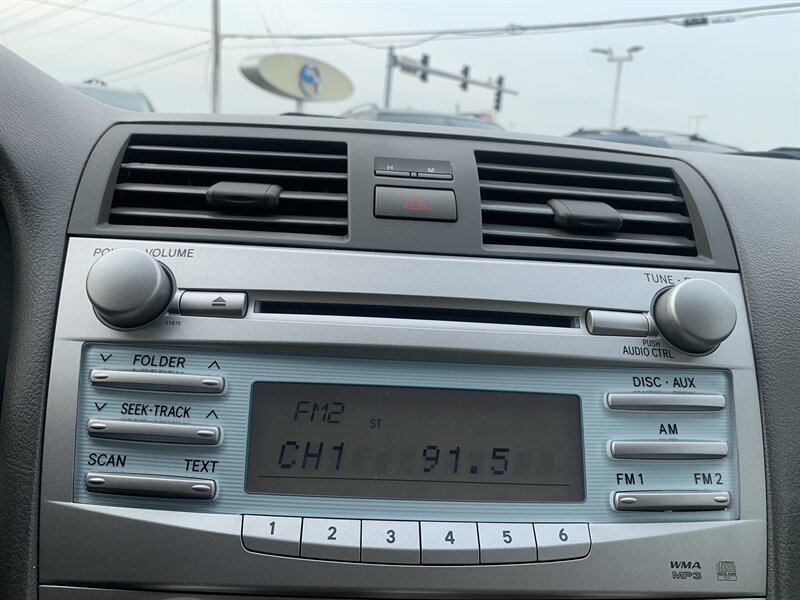 H M
VOLUME
TUNE
11815
PUSH
AUDIO CTRL
FOLDER
DISC · AUX
SEEK·TRACK
AM
SCAN TEXT
FM1 FM2
FM2
ST
CH1 91.5
1 2 3 4 5 6
WMA
MP3